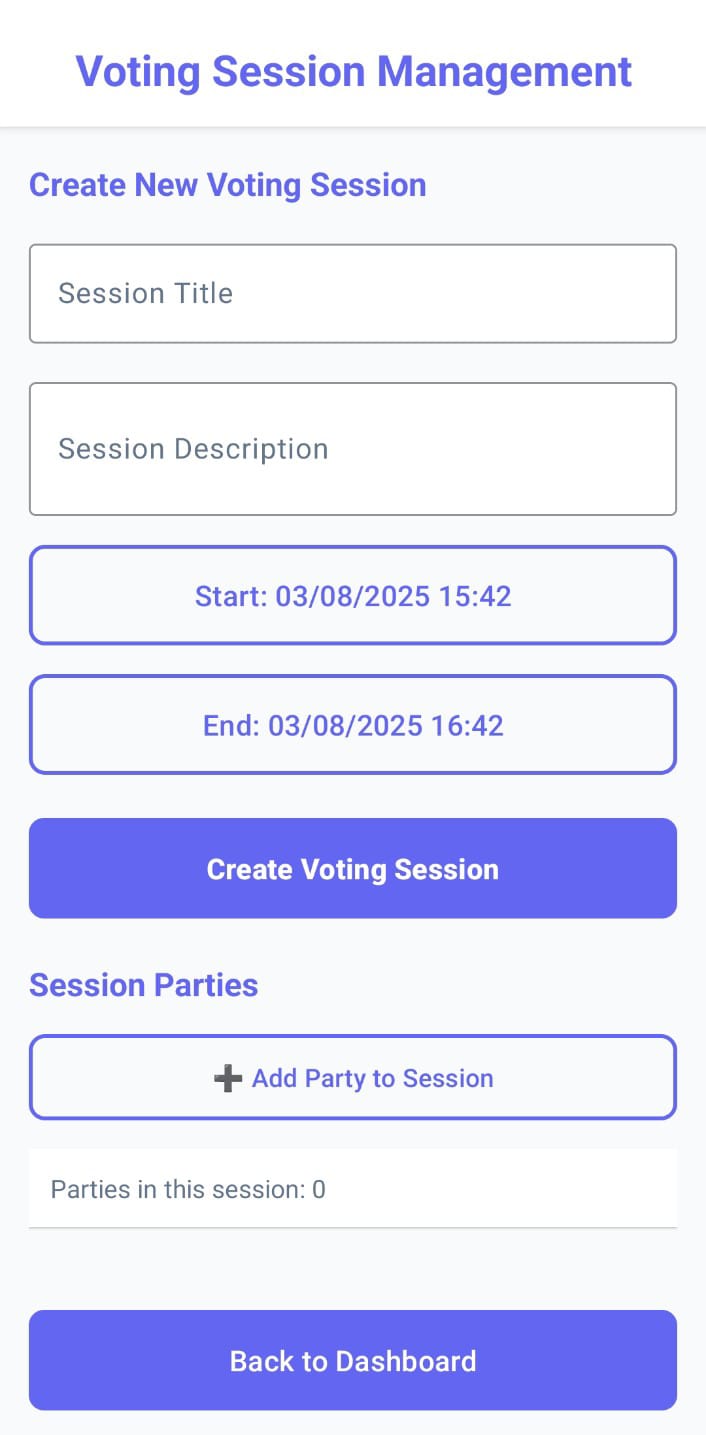 Voting Session Management
Create New Voting Session
Session Title
Session Description
Start: 03/08/2025 15:42
End: 03/08/2025 16:42
Create Voting Session
Session Parties
➕ Add Party to Session
Parties in this session: 0
Back to Dashboard